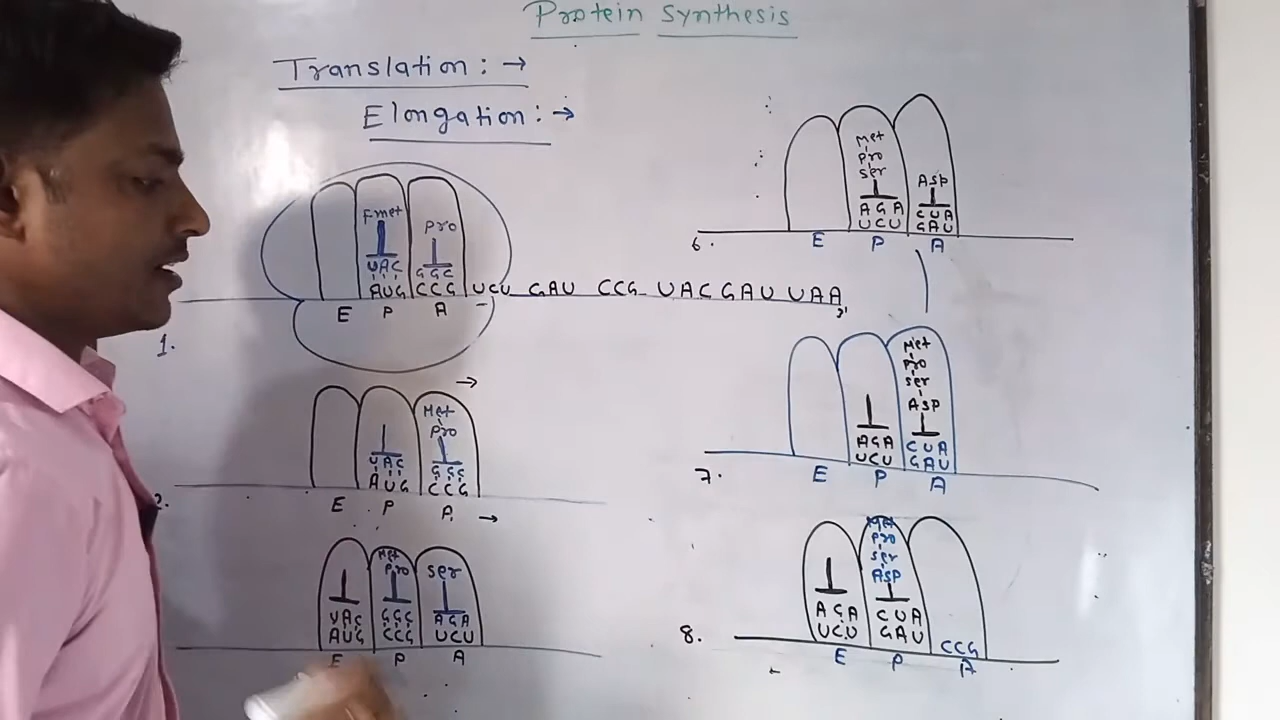 Protein Synthesis
Translation: →
Elongation: →
Fmet Pro
UAC GGC
AUG CCG UCU GAU CCG UAC GAU UAA
3'
E P A
1.
→
Met
Pro
UAC GGC
AUG CCG
2.
E P A
→
Met
Pro Ser
UAC GGC AGA
AUG CCG UCU
E P A
Met
Pro
Ser ASP
AGA CUA
UCU GAU
6.
E P A
Met
Pro
Ser
ASP
AGA CUA
UCU GAU
7.
E P A
Met
Pro
Ser
ASP
AGA CUA
UCU GAU CCG
8.
E P A